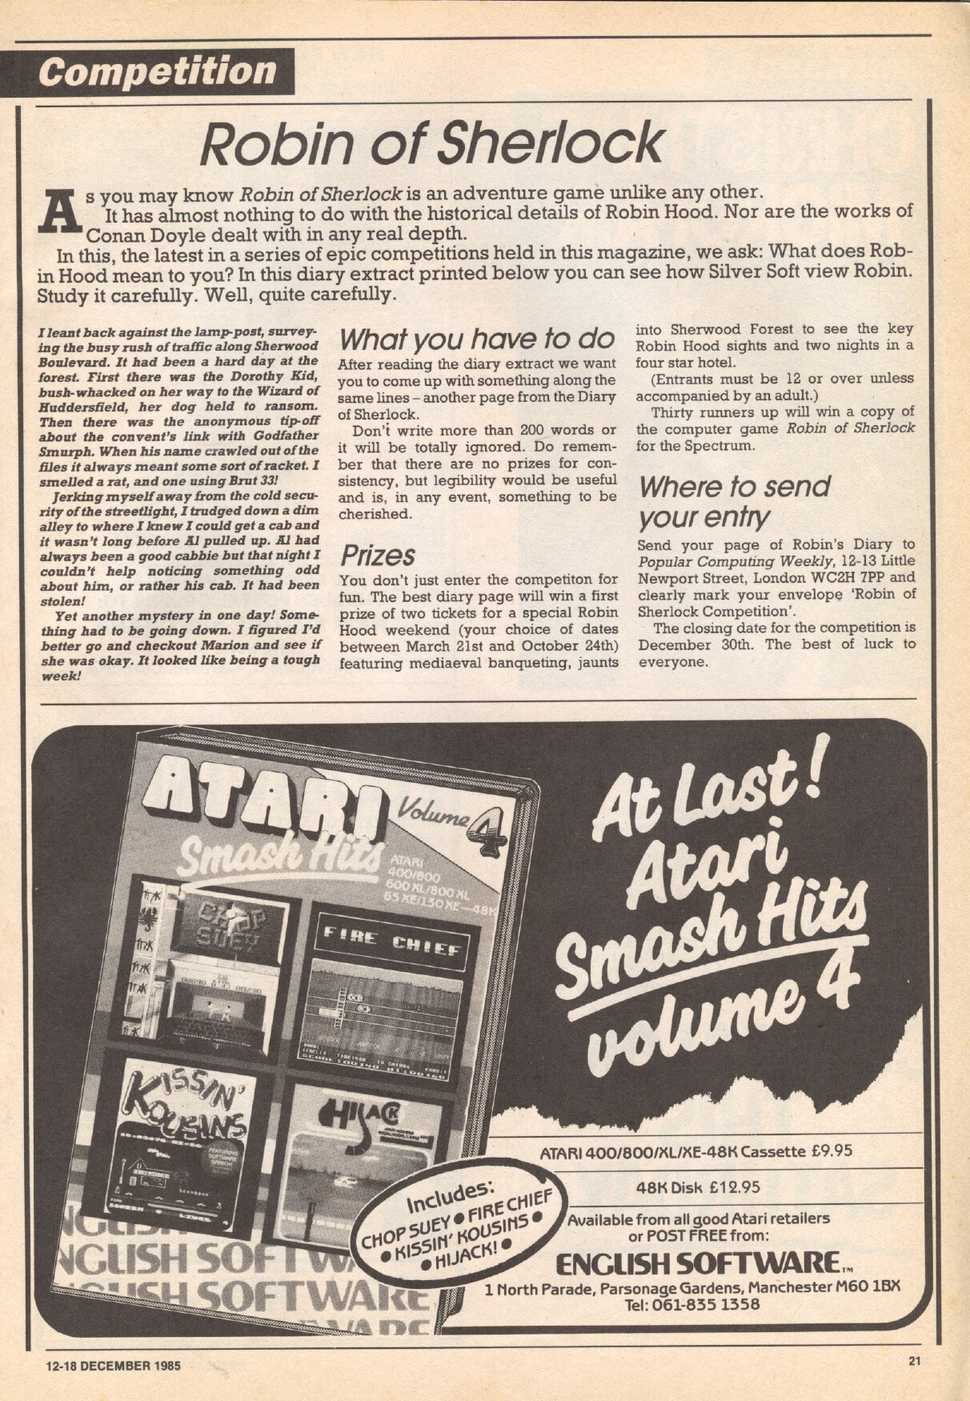 Competition
Robin of Sherlock
As you may know Robin of Sherlock is an adventure game unlike any other.
It has almost nothing to do with the historical details of Robin Hood. Nor are the works of
Conan Doyle dealt with in any real depth.
In this, the latest in a series of epic competitions held in this magazine, we ask: What does Rob-
in Hood mean to you? In this diary extract printed below you can see how Silver Soft view Robin.
Study it carefully. Well, quite carefully.
I leant back against the lamp-post, survey-
ing the busy rush of traffic along Sherwood
Boulevard. It had been a hard day at the
forest. First there was the Dorothy Kid,
bush-whacked on her way to the Wizard of
Huddersfield, her dog held to ransom.
Then there was the anonymous tip-off
about the convent's link with Godfather
Smurph. When his name crawled out of the
files it always meant some sort of racket. I
smelled a rat, and one using Brut 33!
Jerking myself away from the cold secu-
rity of the streetlight, I trudged down a dim
alley to where I knew I could get a cab and
it wasn't long before Al pulled up. Al had
always been a good cabbie but that night I
couldn't help noticing something odd
about him, or rather his cab. It had been
stolen!
Yet another mystery in one day! Some-
thing had to be going down. I figured I'd
better go and checkout Marion and see if
she was okay. It looked like being a tough
week!
What you have to do
After reading the diary extract we want
you to come up with something along the
same lines – another page from the Diary
of Sherlock.
Don't write more than 200 words or
it will be totally ignored. Do remem-
ber that there are no prizes for con-
sistency, but legibility would be useful
and is, in any event, something to be
cherished.
Prizes
You don't just enter the competiton for
fun. The best diary page will win a first
prize of two tickets for a special Robin
Hood weekend (your choice of dates
between March 21st and October 24th)
featuring mediaeval banqueting, jaunts
into Sherwood Forest to see the key
Robin Hood sights and two nights in a
four star hotel.
(Entrants must be 12 or over unless
accompanied by an adult.)
Thirty runners up will win a copy of
the computer game Robin of Sherlock
for the Spectrum.
Where to send
your entry
Send your page of Robin's Diary to
Popular Computing Weekly, 12-13 Little
Newport Street, London WC2H 7PP and
clearly mark your envelope 'Robin of
Sherlock Competition'.
The closing date for the competition is
December 30th. The best of luck to
everyone.
ATARI
Smash Hits
Volume 4
ATARI
400/800
600 XL/800 XL
65 XE/130 XE—48K
CHOP
SUEY
FIRE CHIEF
KISSIN'
KOUSINS
HIJACK
ENGLISH SOFTWARE
Includes:
CHOP SUEY ● FIRE CHIEF
● KISSIN' KOUSINS ●
● HIJACK! ●
At Last!
Atari
Smash Hits
volume 4
ATARI 400/800/XL/XE-48K Cassette £9.95
48K Disk £12.95
Available from all good Atari retailers
or POST FREE from:
ENGLISH SOFTWARE™
1 North Parade, Parsonage Gardens, Manchester M60 1BX
Tel: 061-835 1358
12-18 DECEMBER 1985
21